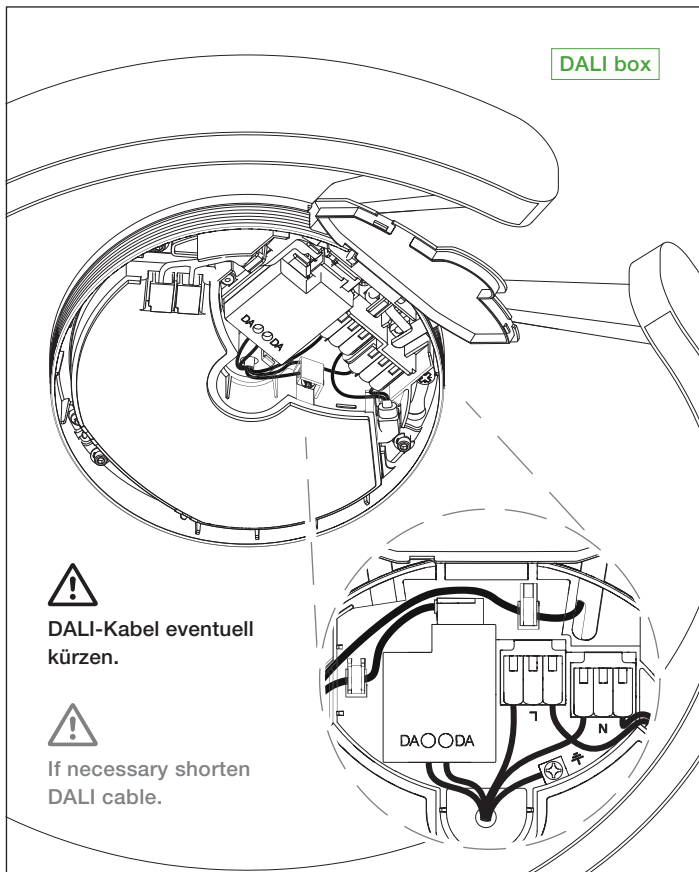 DALI box
DA DA
DALI-Kabel eventuell
kürzen.
L
N
DA DA
If necessary shorten
DALI cable.